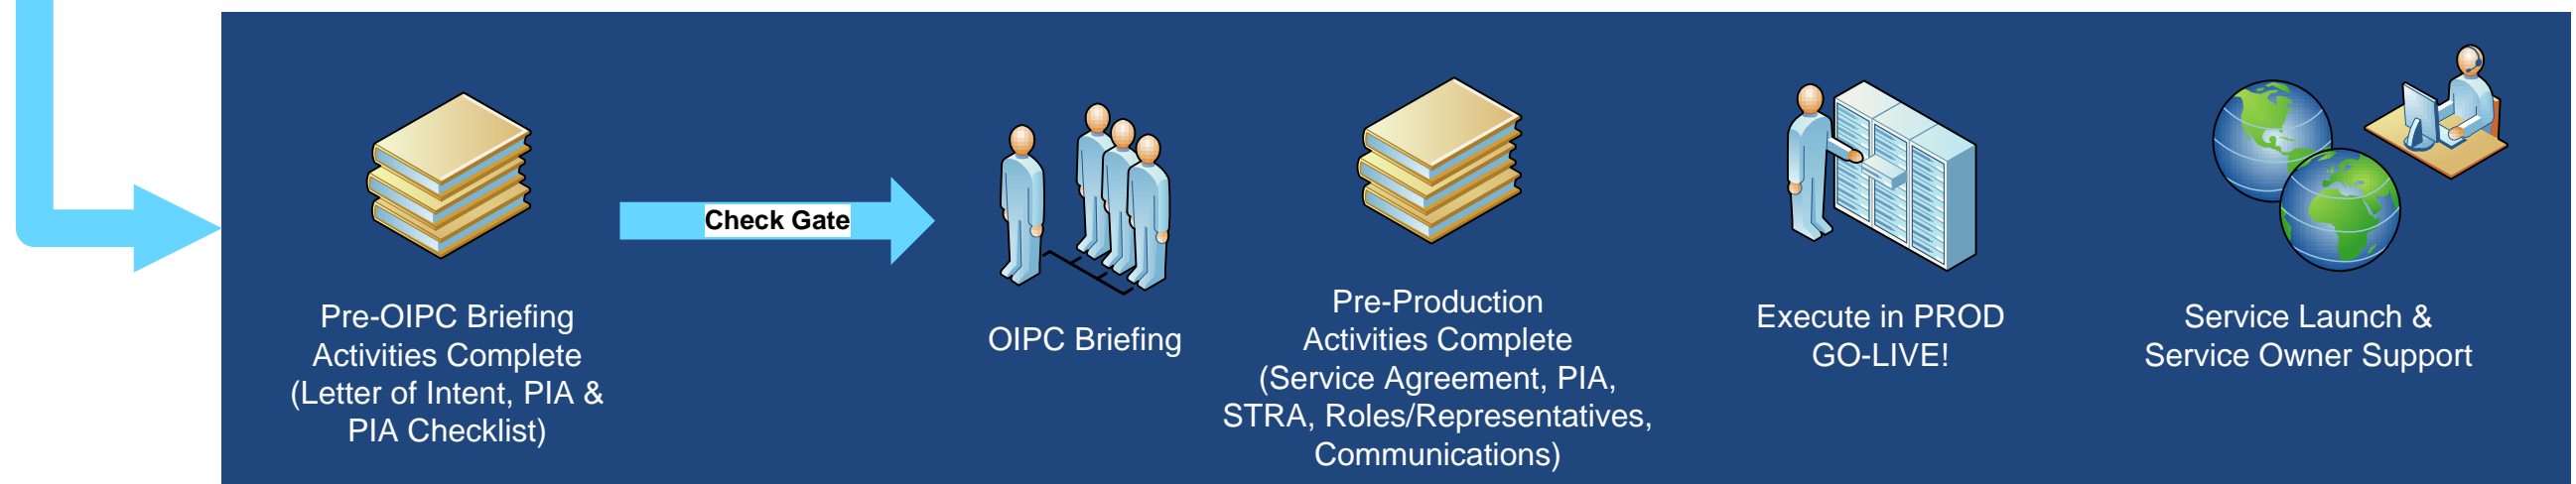 Pre-OIPC Briefing
Activities Complete
(Letter of Intent, PIA &
PIA Checklist)
Check Gate
OIPC Briefing
Pre-Production
Activities Complete
(Service Agreement, PIA,
STRA, Roles/Representatives,
Communications)
Execute in PROD
GO-LIVE!
Service Launch &
Service Owner Support